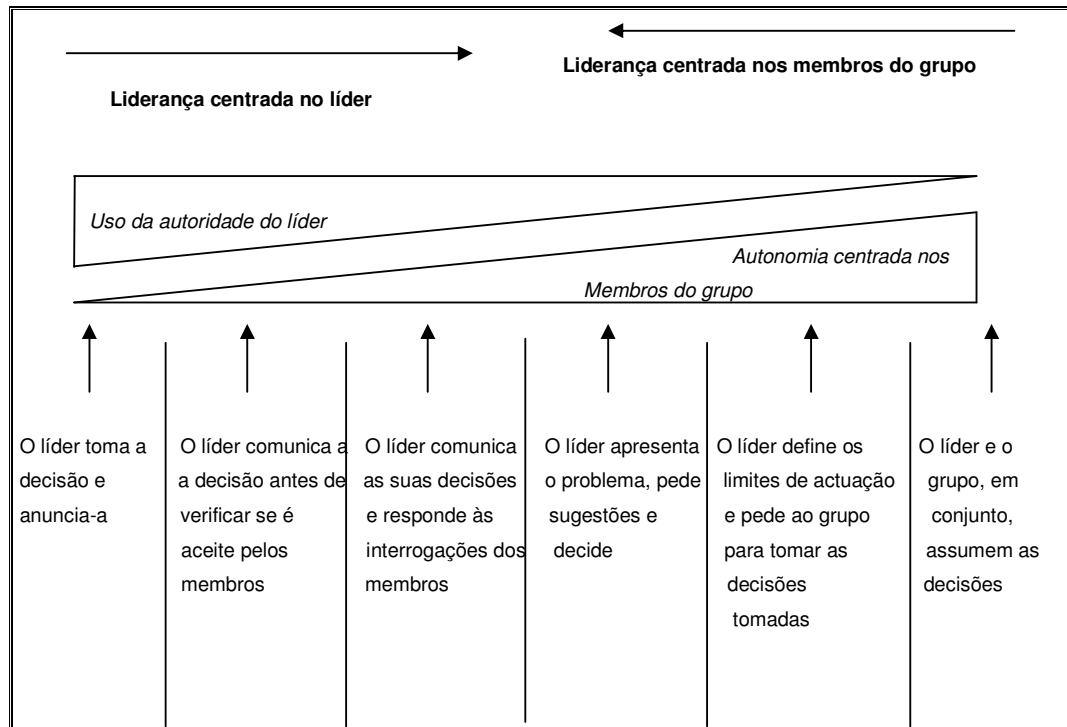 Liderança centrada nos membros do grupo
Liderança centrada no líder
Uso da autoridade do líder
Autonomia centrada nos
Membros do grupo
O líder toma a
decisão e
anuncia-a
O líder comunica a
a decisão antes de
verificar se é
aceite pelos
membros
O líder comunica
as suas decisões
e responde às
interrogações dos
membros
O líder apresenta
o problema, pede
sugestões e
decide
O líder define os
limites de actuação
e pede ao grupo
para tomar as
decisões
tomadas
O líder e o
grupo, em
conjunto,
assumem as
decisões